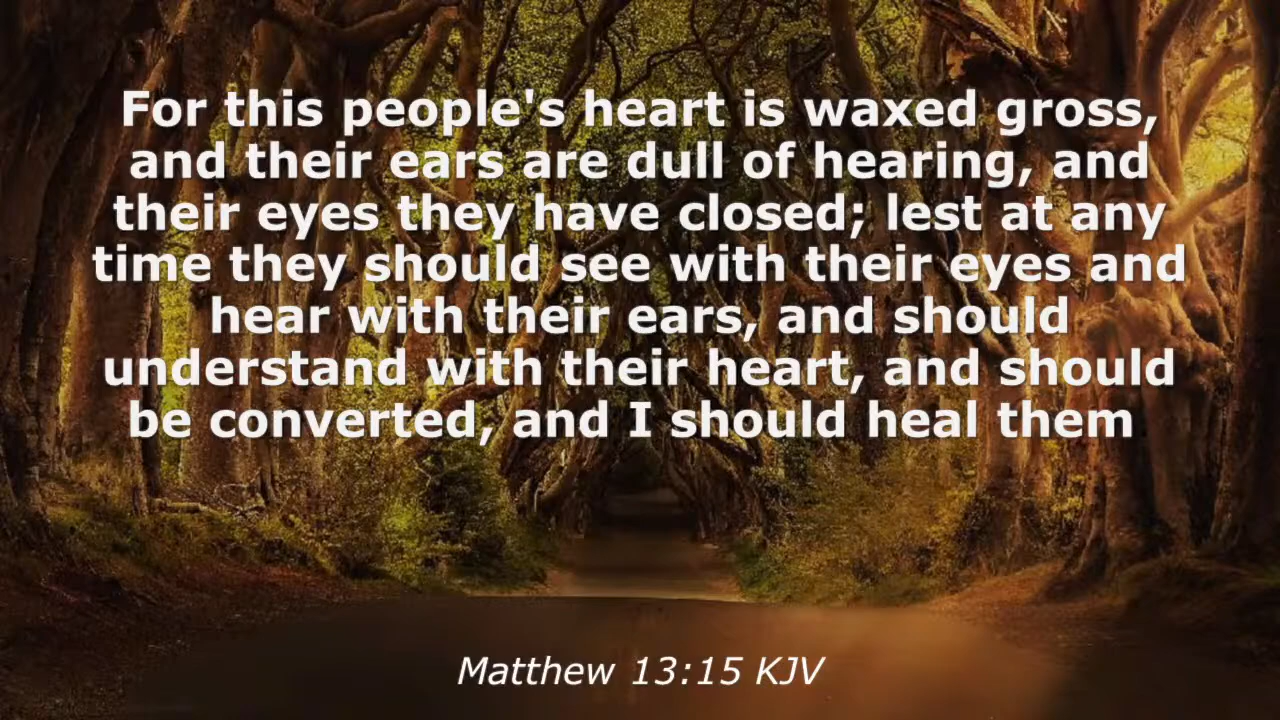 For this people's heart is waxed gross,
and their ears are dull of hearing, and
their eyes they have closed; lest at any
time they should see with their eyes and
hear with their ears, and should
understand with their heart, and should
be converted, and I should heal them
Matthew 13:15 KJV